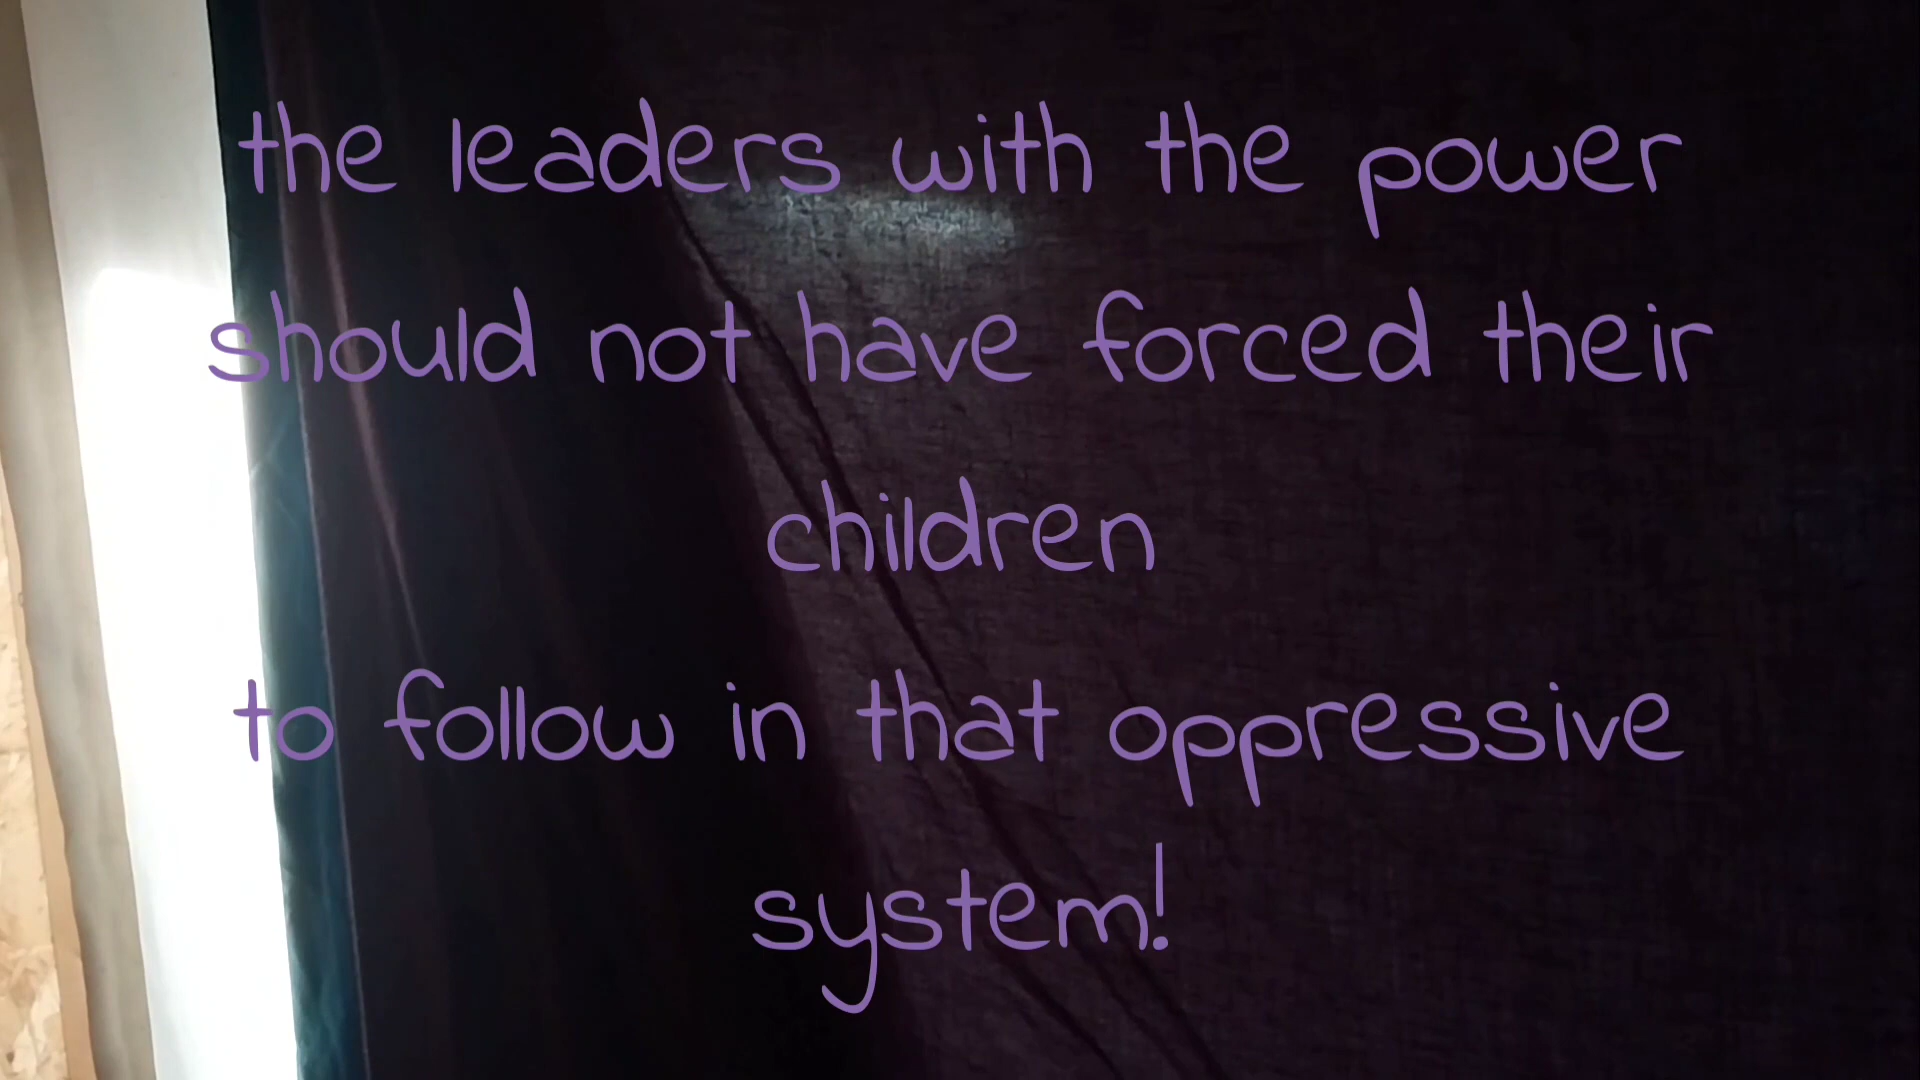 the leaders with the power
should not have forced their
children
to follow in that oppressive
system!